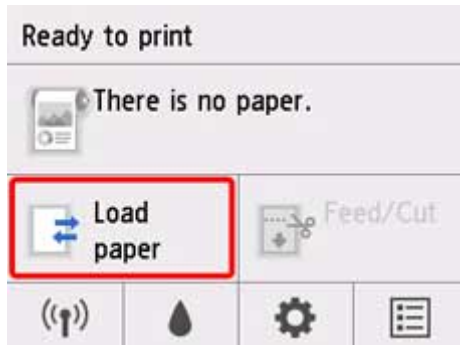 Ready to print
There is no paper.
Load
paper
Feed/Cut